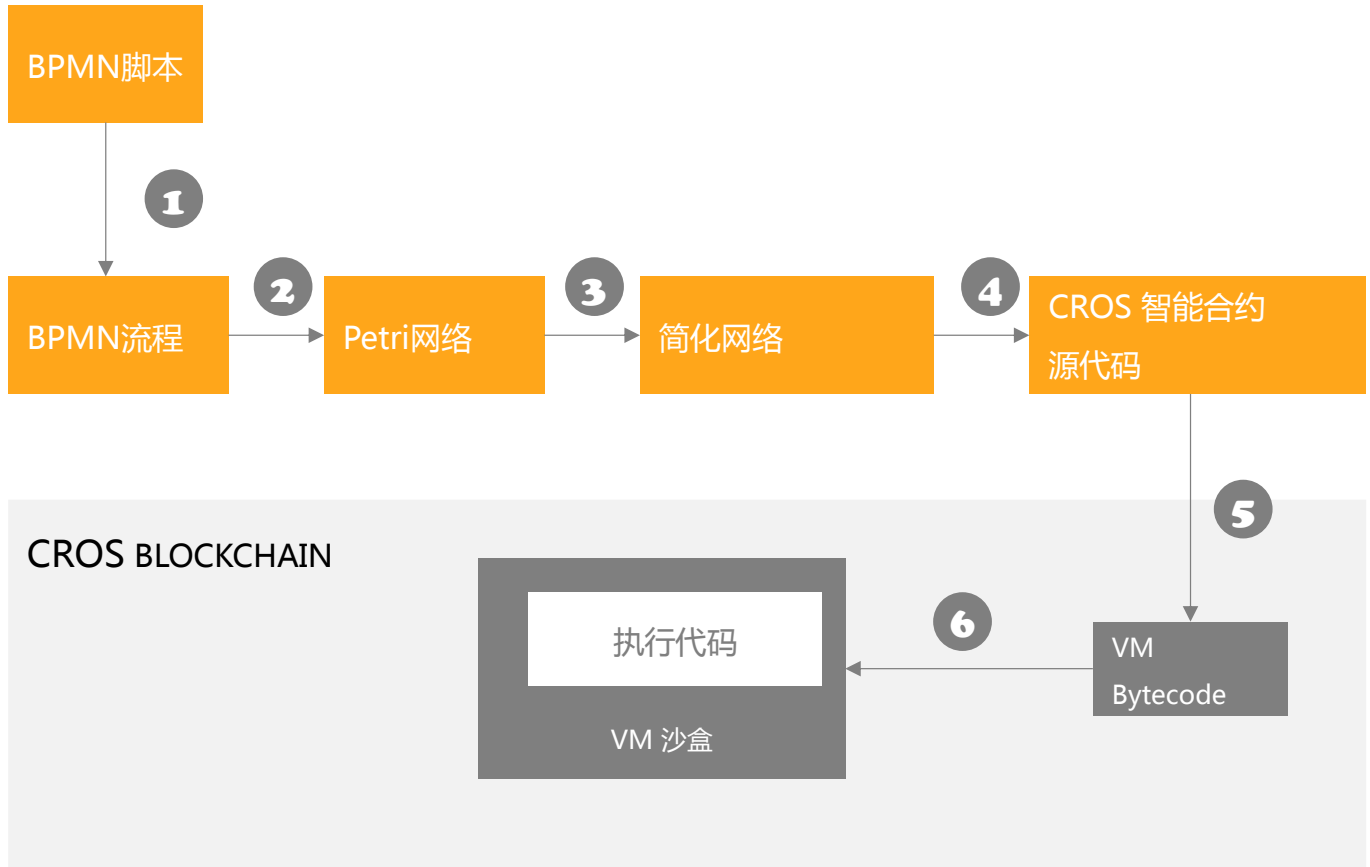 BPMN脚本
1
2
3
4
BPMN流程
Petri网络
简化网络
CROS 智能合约
源代码
5
CROS BLOCKCHAIN
执行代码
VM 沙盒
6
VM
Bytecode